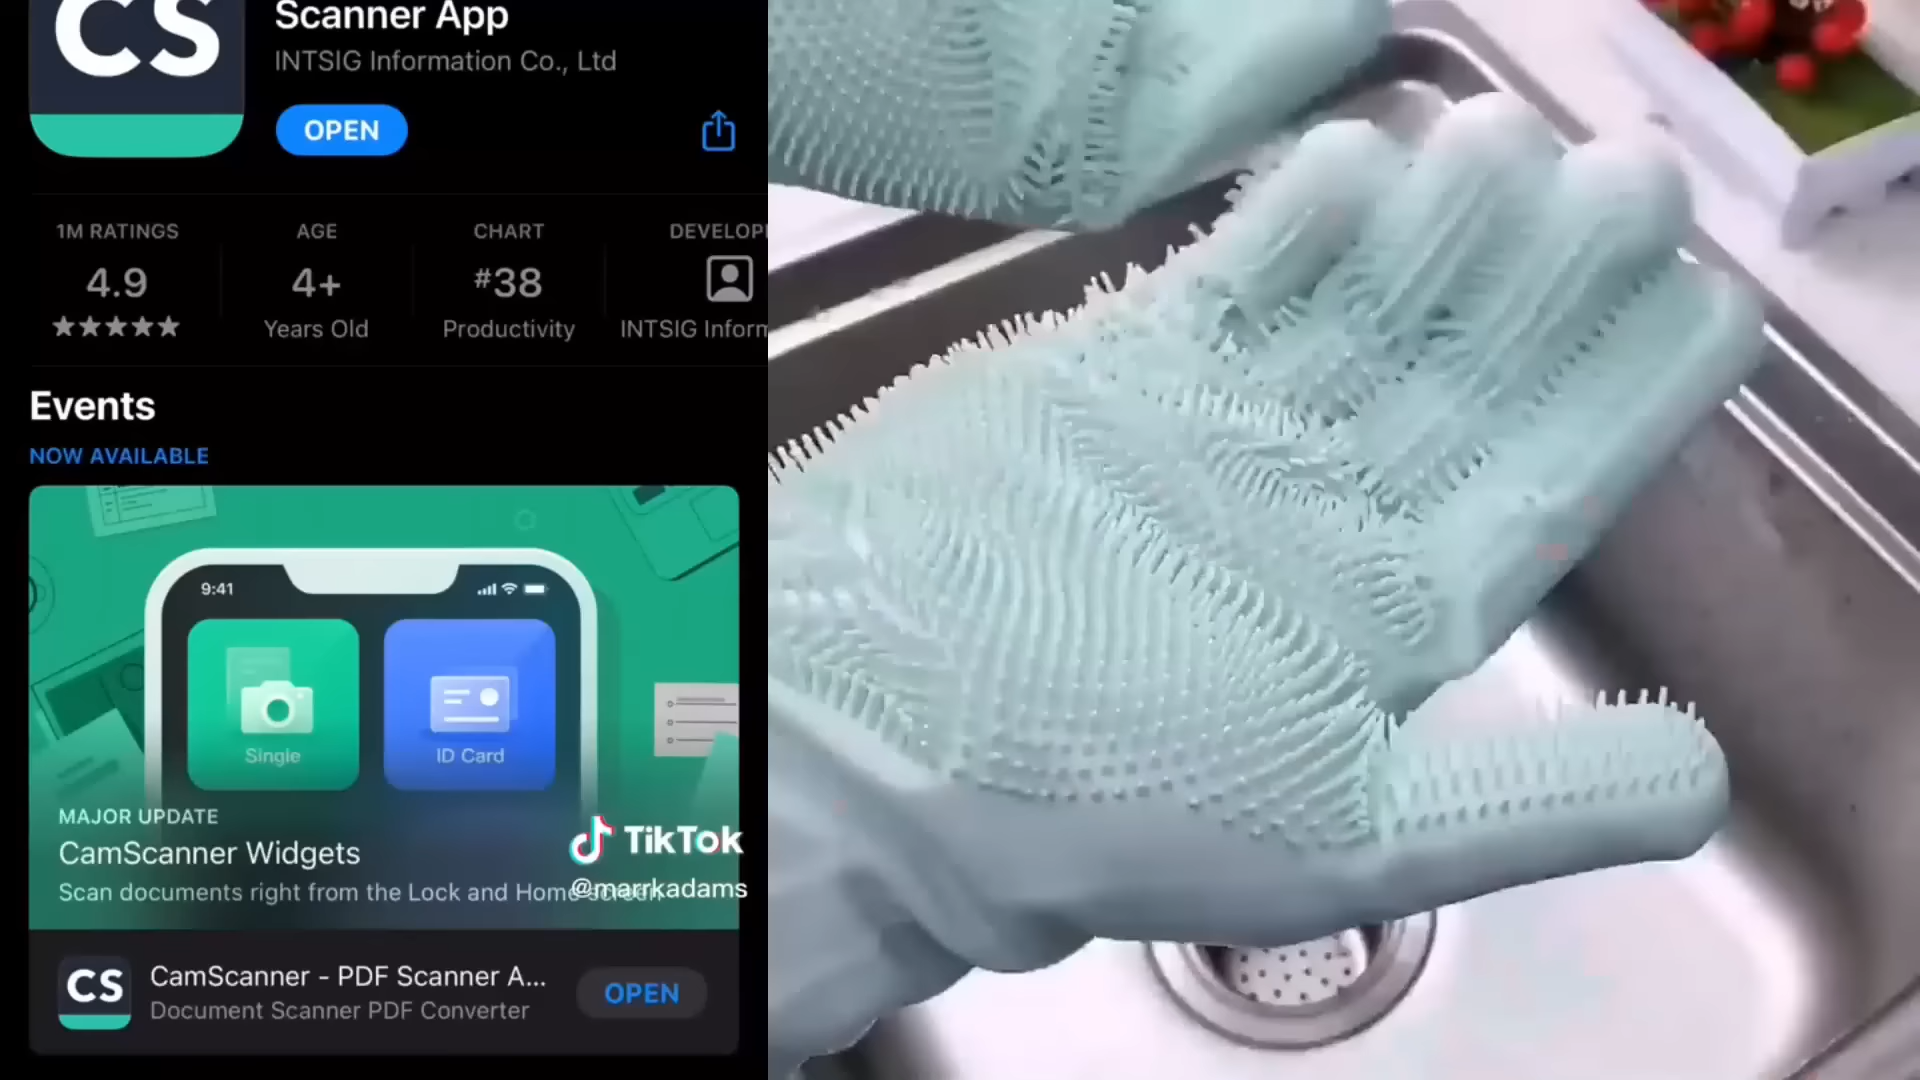 CS
Scanner App
INTSIG Information Co., Ltd
OPEN
1M RATINGS
4.9
AGE
4+
Years Old
CHART
#38
Productivity
DEVELOP
INTSIG Inform
Events
NOW AVAILABLE
9:41
Single
ID Card
MAJOR UPDATE
CamScanner Widgets
Scan documents right from the Lock and Home screen
TikTok
@marrkadams
CS
CamScanner - PDF Scanner A...
Document Scanner PDF Converter
OPEN